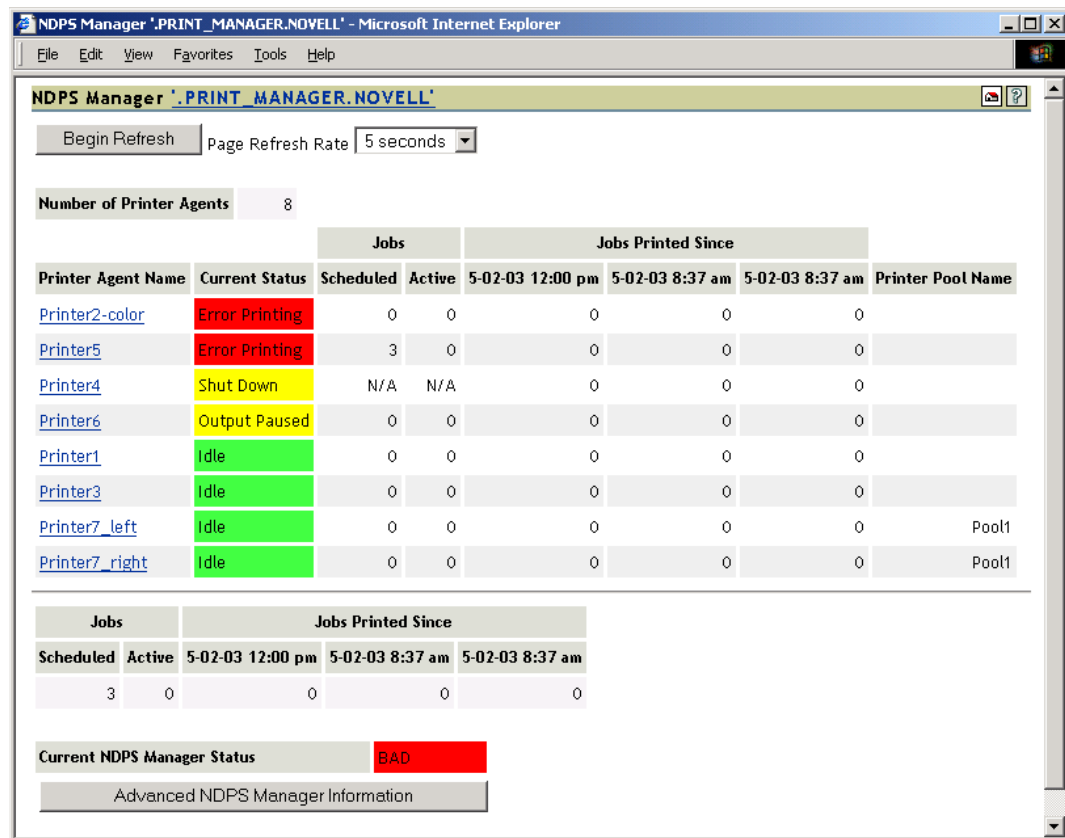 NDPS Manager '.PRINT_MANAGER.NOVELL' - Microsoft Internet Explorer
File Edit View Favorites Tools Help
NDPS Manager '.PRINT_MANAGER.NOVELL'
?
Begin Refresh Page Refresh Rate 5 seconds
Number of Printer Agents 8
Jobs Jobs Printed Since
Printer Agent Name Current Status Scheduled Active 5-02-03 12:00 pm 5-02-03 8:37 am 5-02-03 8:37 am Printer Pool Name
Printer2-color Error Printing 0 0 0 0 0
Printer5 Error Printing 3 0 0 0 0
Printer4 Shut Down N/A N/A 0 0 0
Printer6 Output Paused 0 0 0 0 0
Printer1 Idle 0 0 0 0 0
Printer3 Idle 0 0 0 0 0
Printer7_left Idle 0 0 0 0 0 Pool1
Printer7_right Idle 0 0 0 0 0 Pool1
Jobs Jobs Printed Since
Scheduled Active 5-02-03 12:00 pm 5-02-03 8:37 am 5-02-03 8:37 am
3 0 0 0 0
Current NDPS Manager Status BAD
Advanced NDPS Manager Information